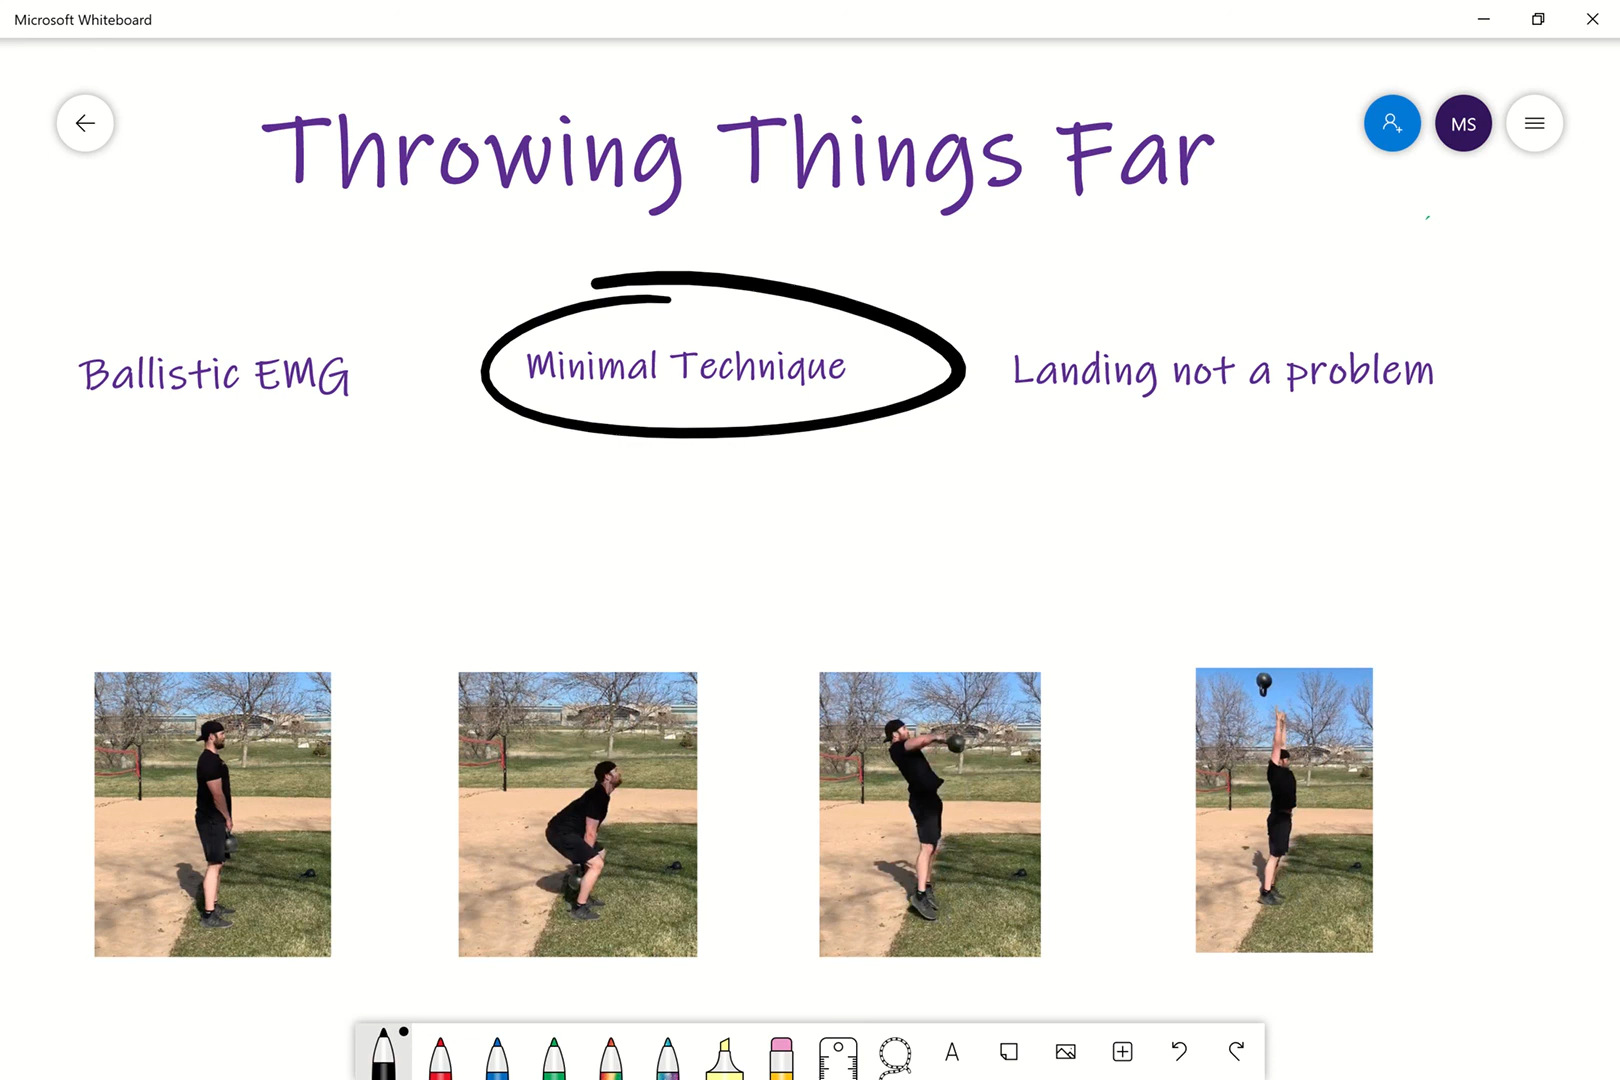 Microsoft Whiteboard
Throwing Things Far
MS
Ballistic EMG
Minimal Technique
Landing not a problem
A